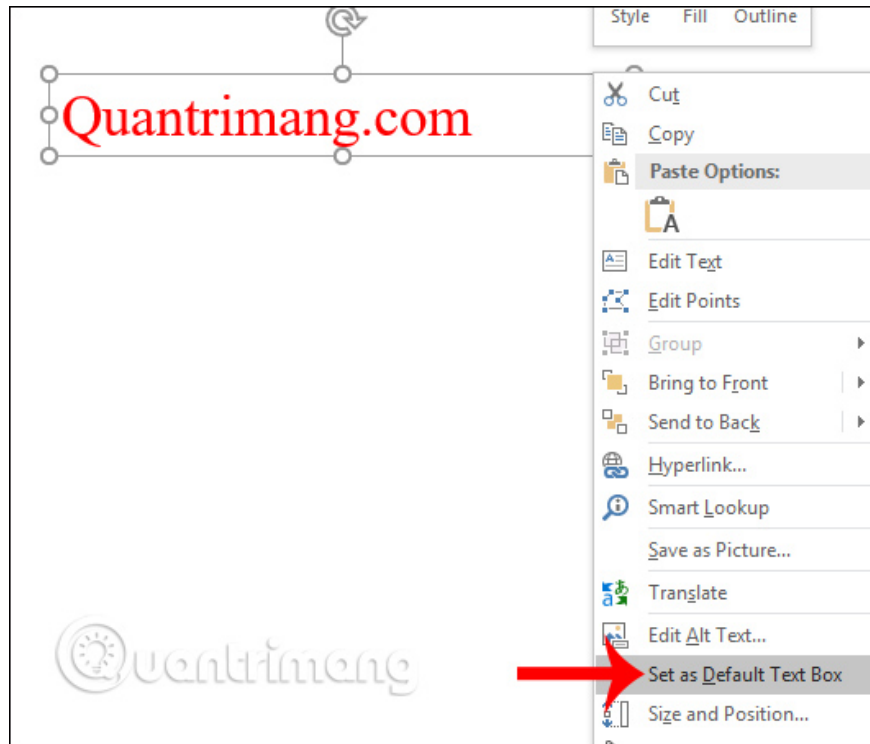 Style Fill Outline
Quantrimang.com
Cut
Copy
Paste Options:
A
Edit Text
Edit Points
Group
Bring to Front
Send to Back
Hyperlink...
Smart Lookup
Save as Picture...
Translate
Edit Alt Text...
Set as Default Text Box
Size and Position...
Quantrimang